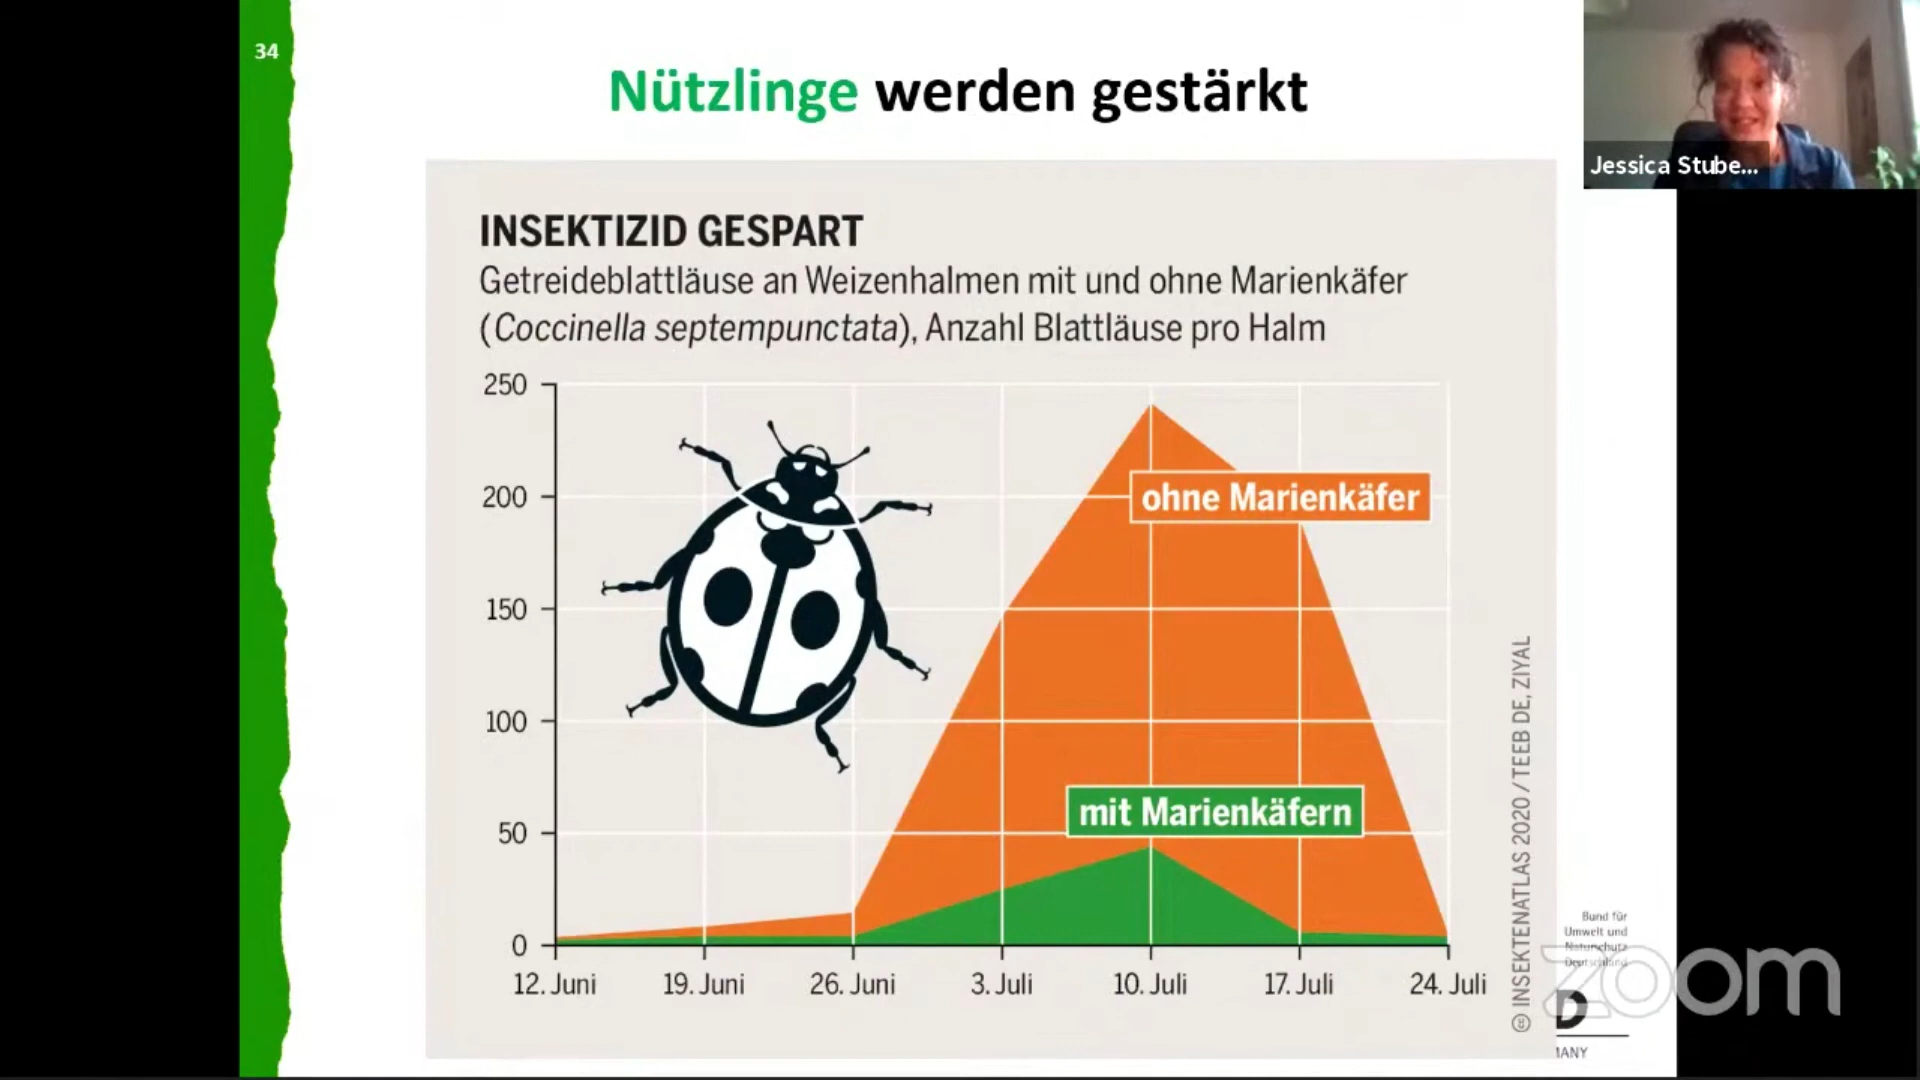 34
Nützlinge werden gestärkt
Jessica Stube...
INSEKTIZID GESPART
Getreideblattläuse an Weizenhalmen mit und ohne Marienkäfer
(Coccinella septempunctata), Anzahl Blattläuse pro Halm
250
200
150
100
50
0
ohne Marienkäfer
mit Marienkäfern
12. Juni
19. Juni
26. Juni
3. Juli
10. Juli
17. Juli
24. Juli
INSEKTENATLAS 2020 / TEEB DE, ZIYAL
Bund für
Umwelt und
Naturschutz
Deutschland
D
zoom